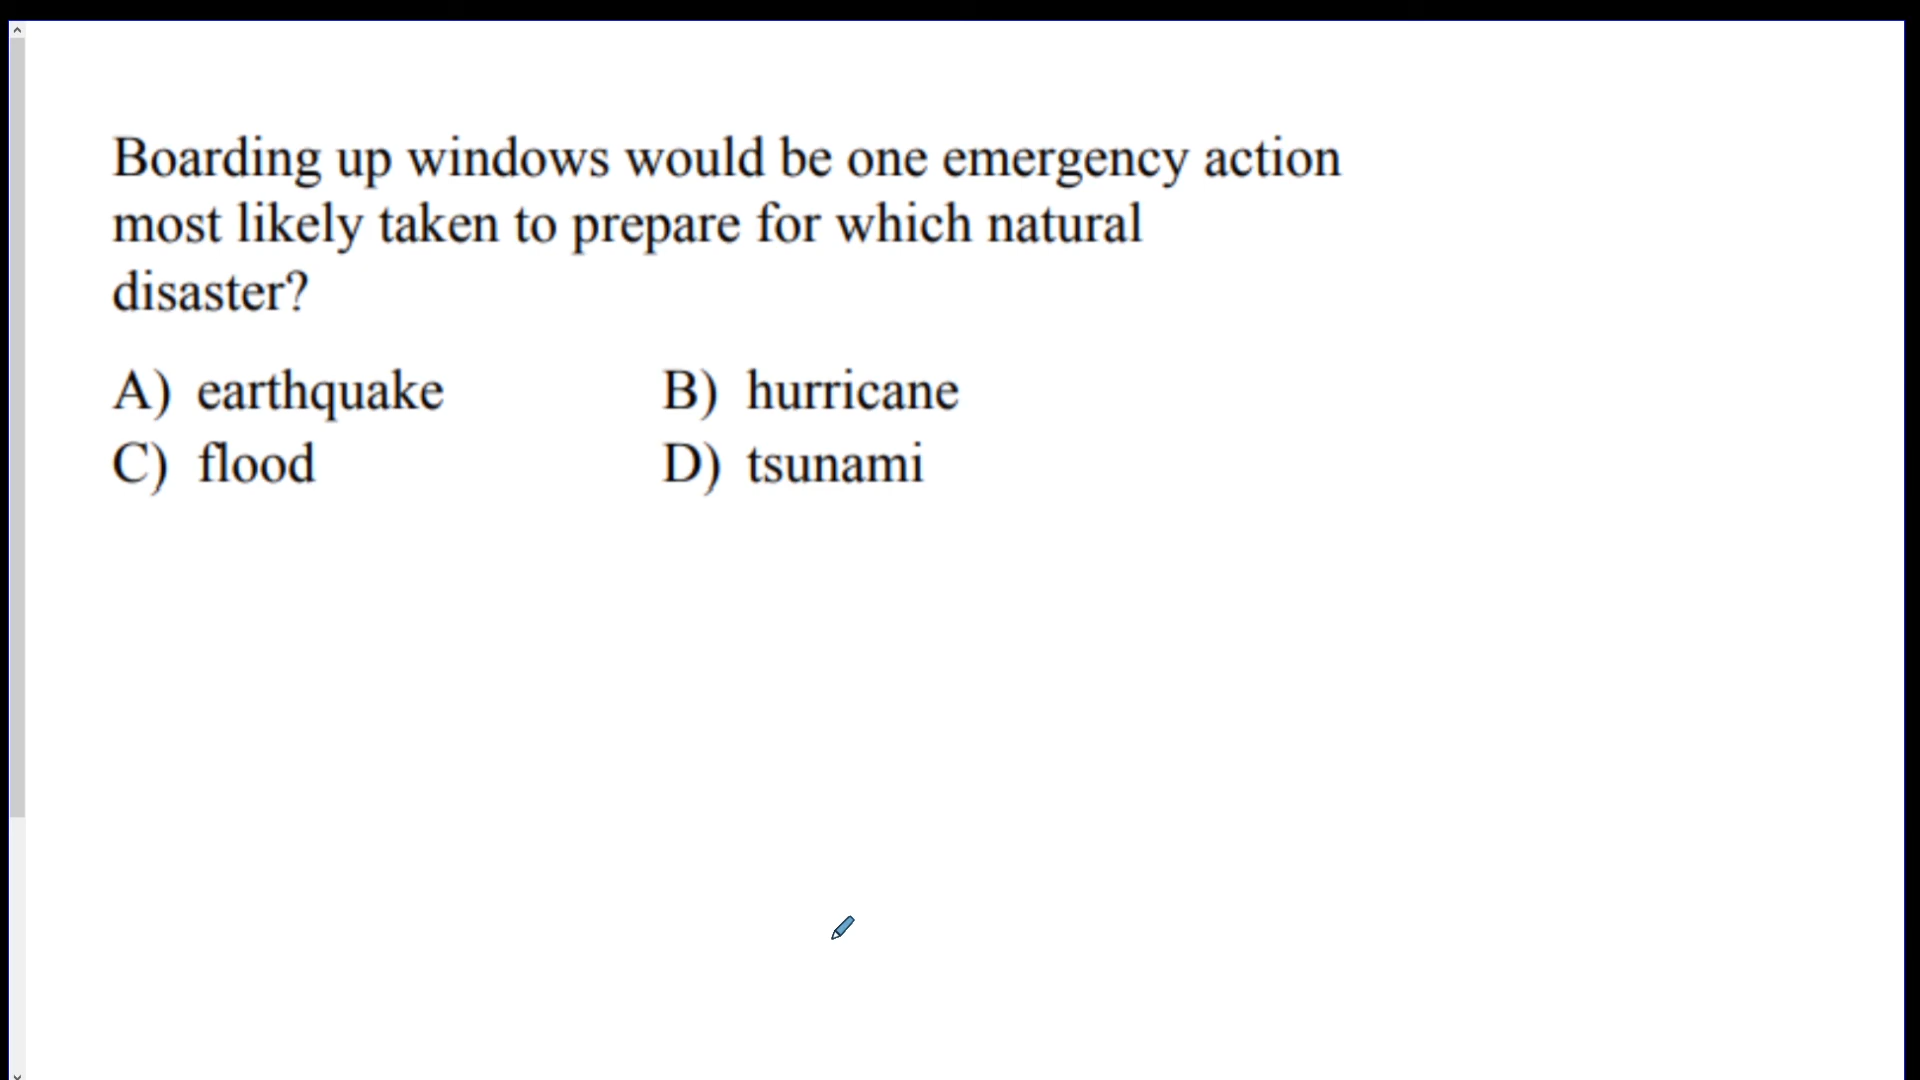 Boarding up windows would be one emergency action
most likely taken to prepare for which natural
disaster?
A) earthquake B) hurricane
C) flood D) tsunami